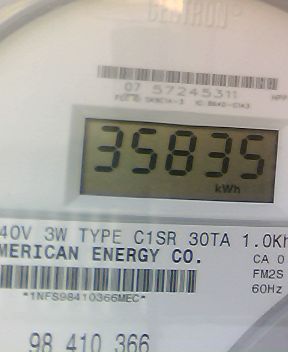 CENTRON®
07 57245311
35835
kWh
40V 3W TYPE C1SR 30TA 1.0Kh
MERICAN ENERGY CO.
CA 0
FM2S
*1NFS98410366MEC*
60Hz
98 410 366